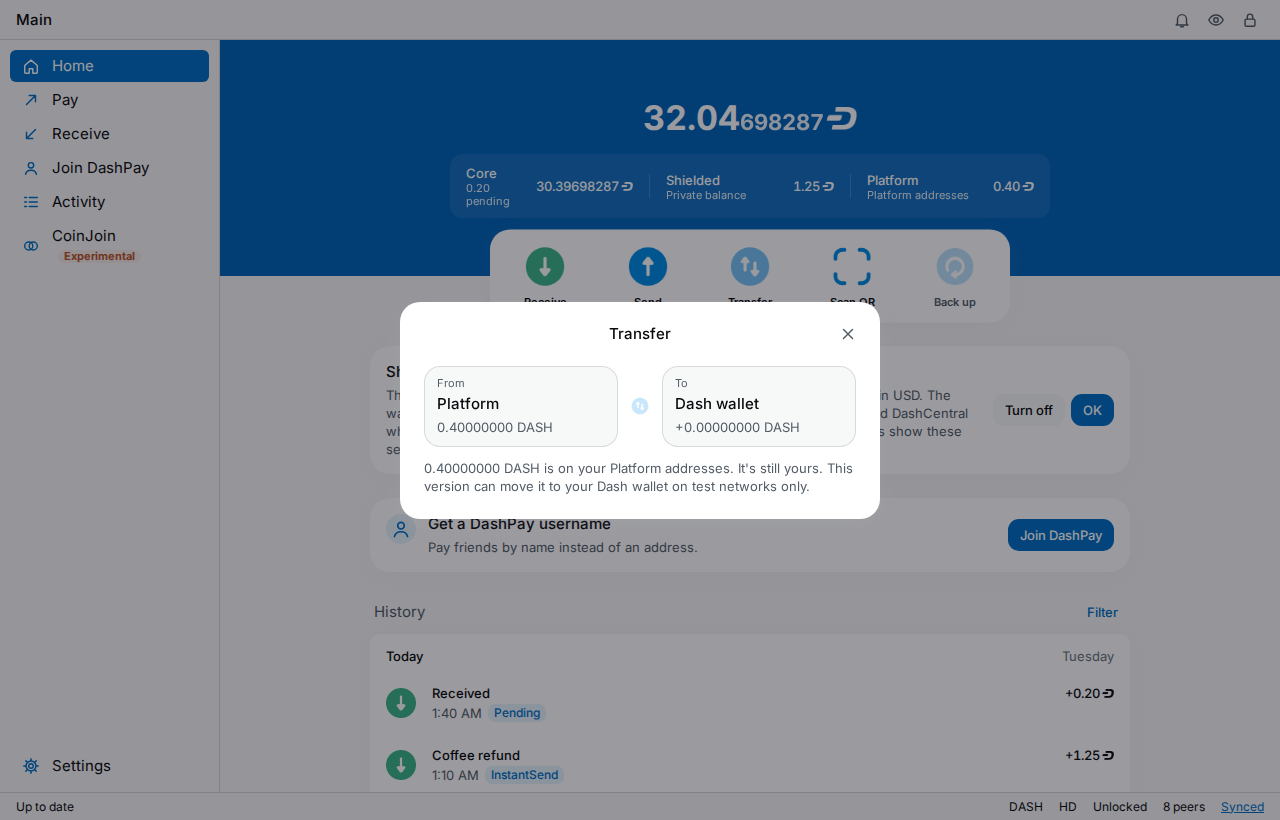 Main
Home
Pay
Receive
Join DashPay
Activity
CoinJoin
Experimental
Settings
32.04698287
Core
0.20
pending
30.39698287
Shielded
Private balance
1.25
Platform
Platform addresses
0.40
Receive
Send
Transfer
Scan QR
Back up
Transfer
From
Platform
0.40000000 DASH
To
Dash wallet
+0.00000000 DASH
0.40000000 DASH is on your Platform addresses. It's still yours. This
version can move it to your Dash wallet on test networks only.
in USD. The
DashCentral
show these
Turn off
OK
Get a DashPay username
Pay friends by name instead of an address.
Join DashPay
History
Filter
Today
Tuesday
Received
1:40 AM
Pending
+0.20
Coffee refund
1:10 AM
InstantSend
+1.25
Up to date
DASH
HD
Unlocked
8 peers
Synced